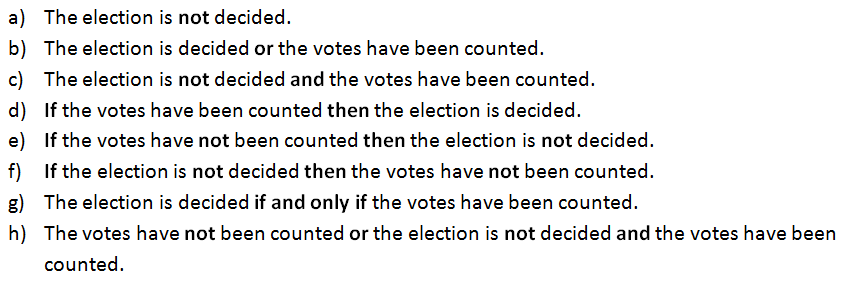 a) The election is not decided.
b) The election is decided or the votes have been counted.
c) The election is not decided and the votes have been counted.
d) If the votes have been counted then the election is decided.
e) If the votes have not been counted then the election is not decided.
f) If the election is not decided then the votes have not been counted.
g) The election is decided if and only if the votes have been counted.
h) The votes have not been counted or the election is not decided and the votes have been
counted.